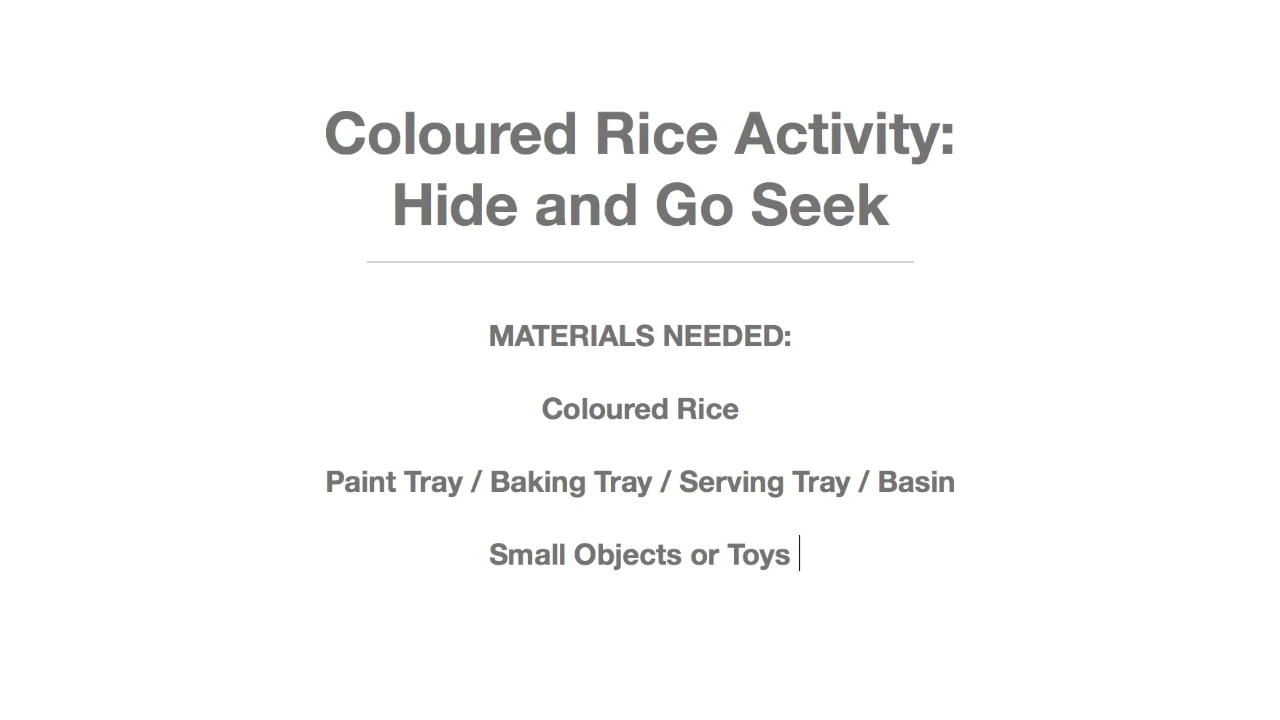 Coloured Rice Activity:
Hide and Go Seek
MATERIALS NEEDED:
Coloured Rice
Paint Tray / Baking Tray / Serving Tray / Basin
Small Objects or Toys